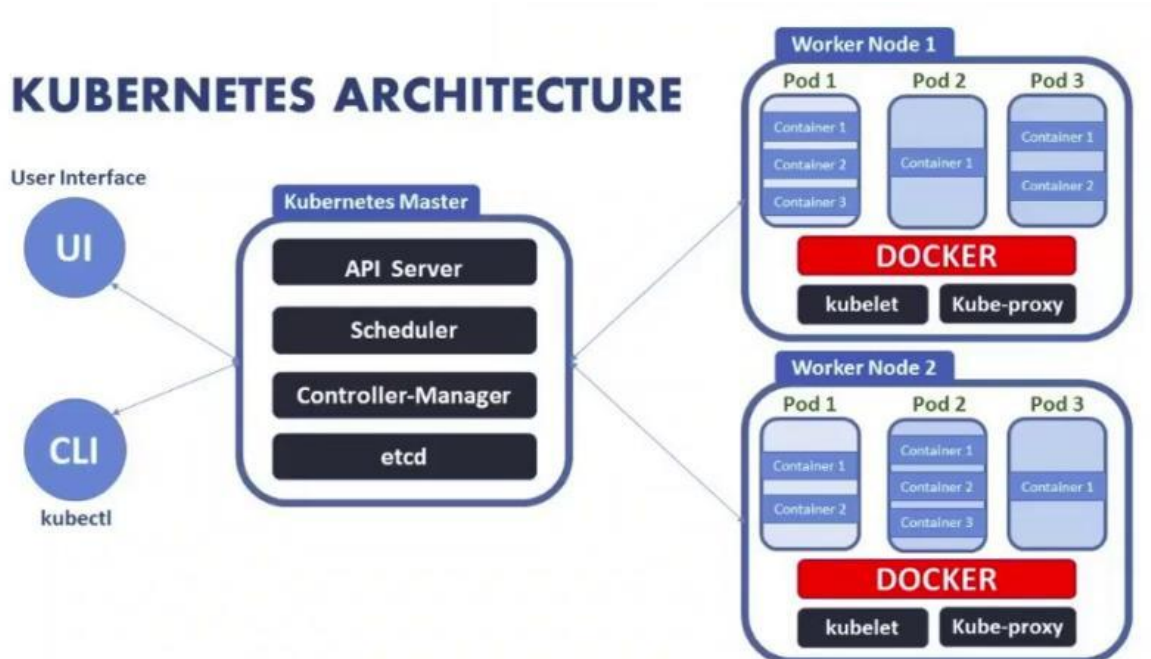 KUBERNETES ARCHITECTURE
User Interface
UI
CLI
kubectl
Kubernetes Master
API Server
Scheduler
Controller-Manager
etcd
Worker Node 1
Pod 1 Pod 2 Pod 3
Container 1
Container 2
Container 3
Container 1
Container 1
Container 2
DOCKER
kubelet Kube-proxy
Worker Node 2
Pod 1 Pod 2 Pod 3
Container 1
Container 2
Container 1
Container 2
Container 3
Container 1
DOCKER
kubelet Kube-proxy